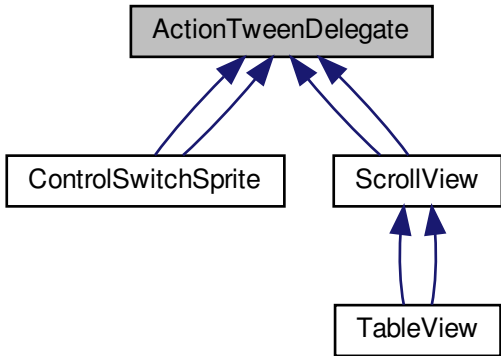 ActionTweenDelegate
ControlSwitchSprite
ScrollView
TableView